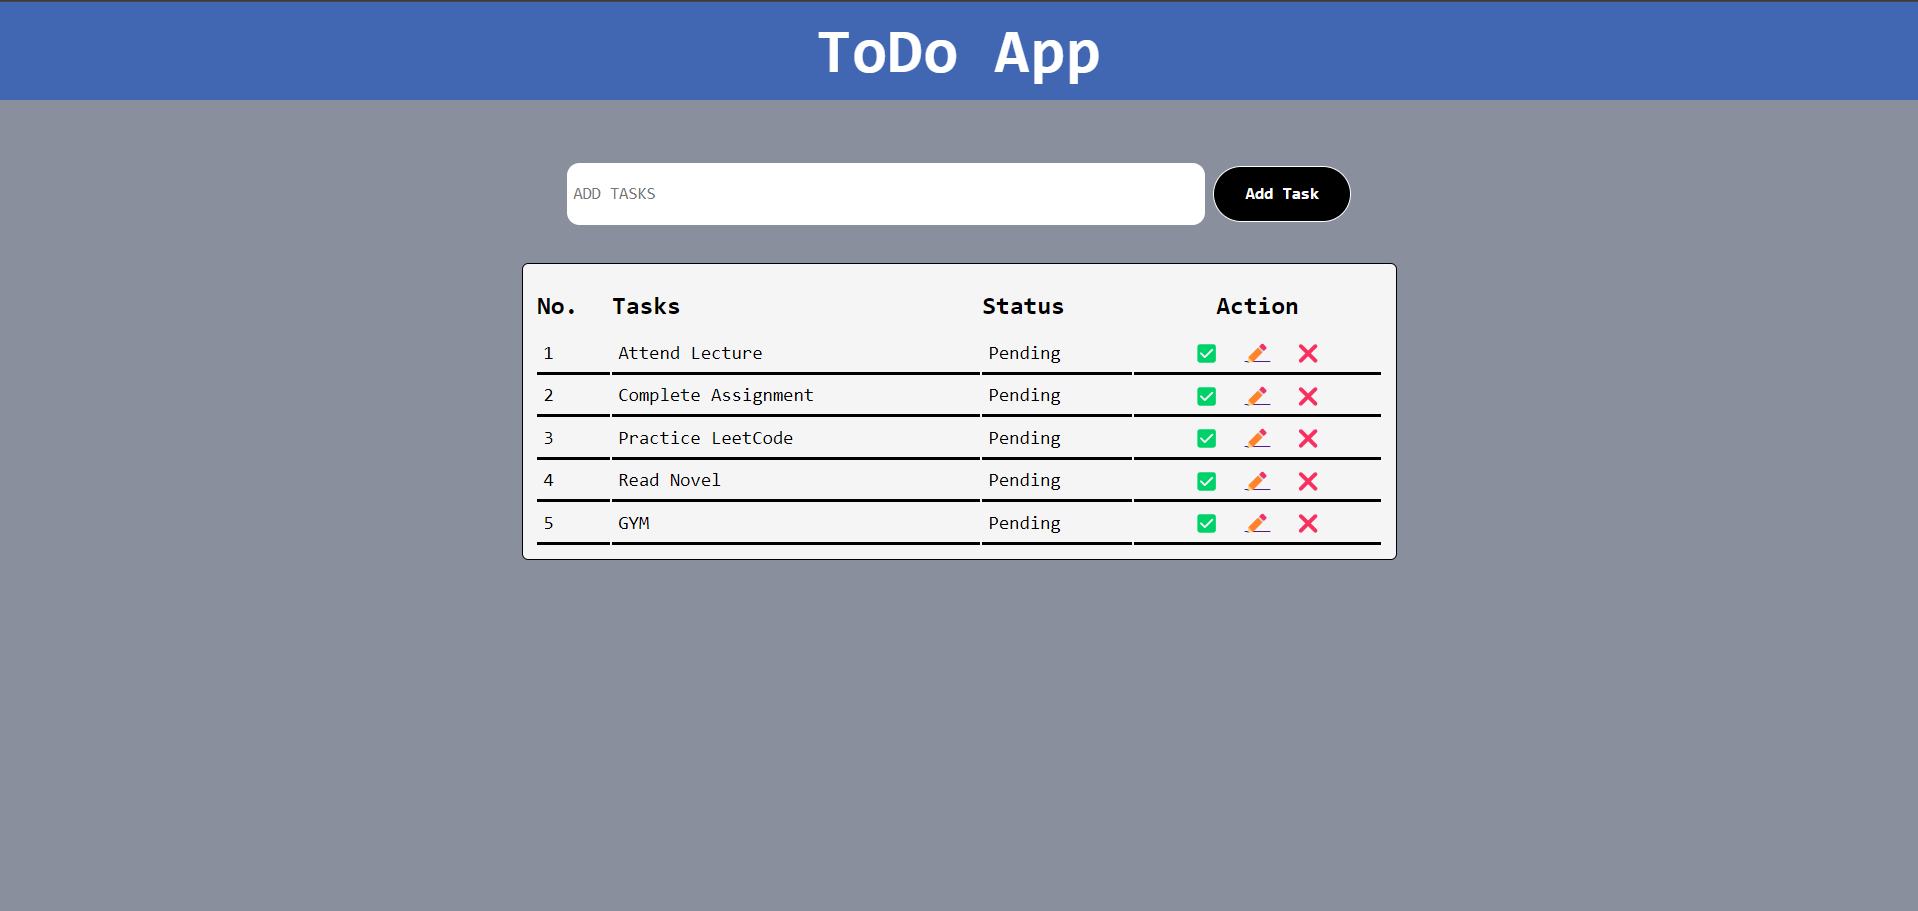 ToDo App
ADD TASKS
Add Task
No. Tasks Status Action
1 Attend Lecture Pending
2 Complete Assignment Pending
3 Practice LeetCode Pending
4 Read Novel Pending
5 GYM Pending